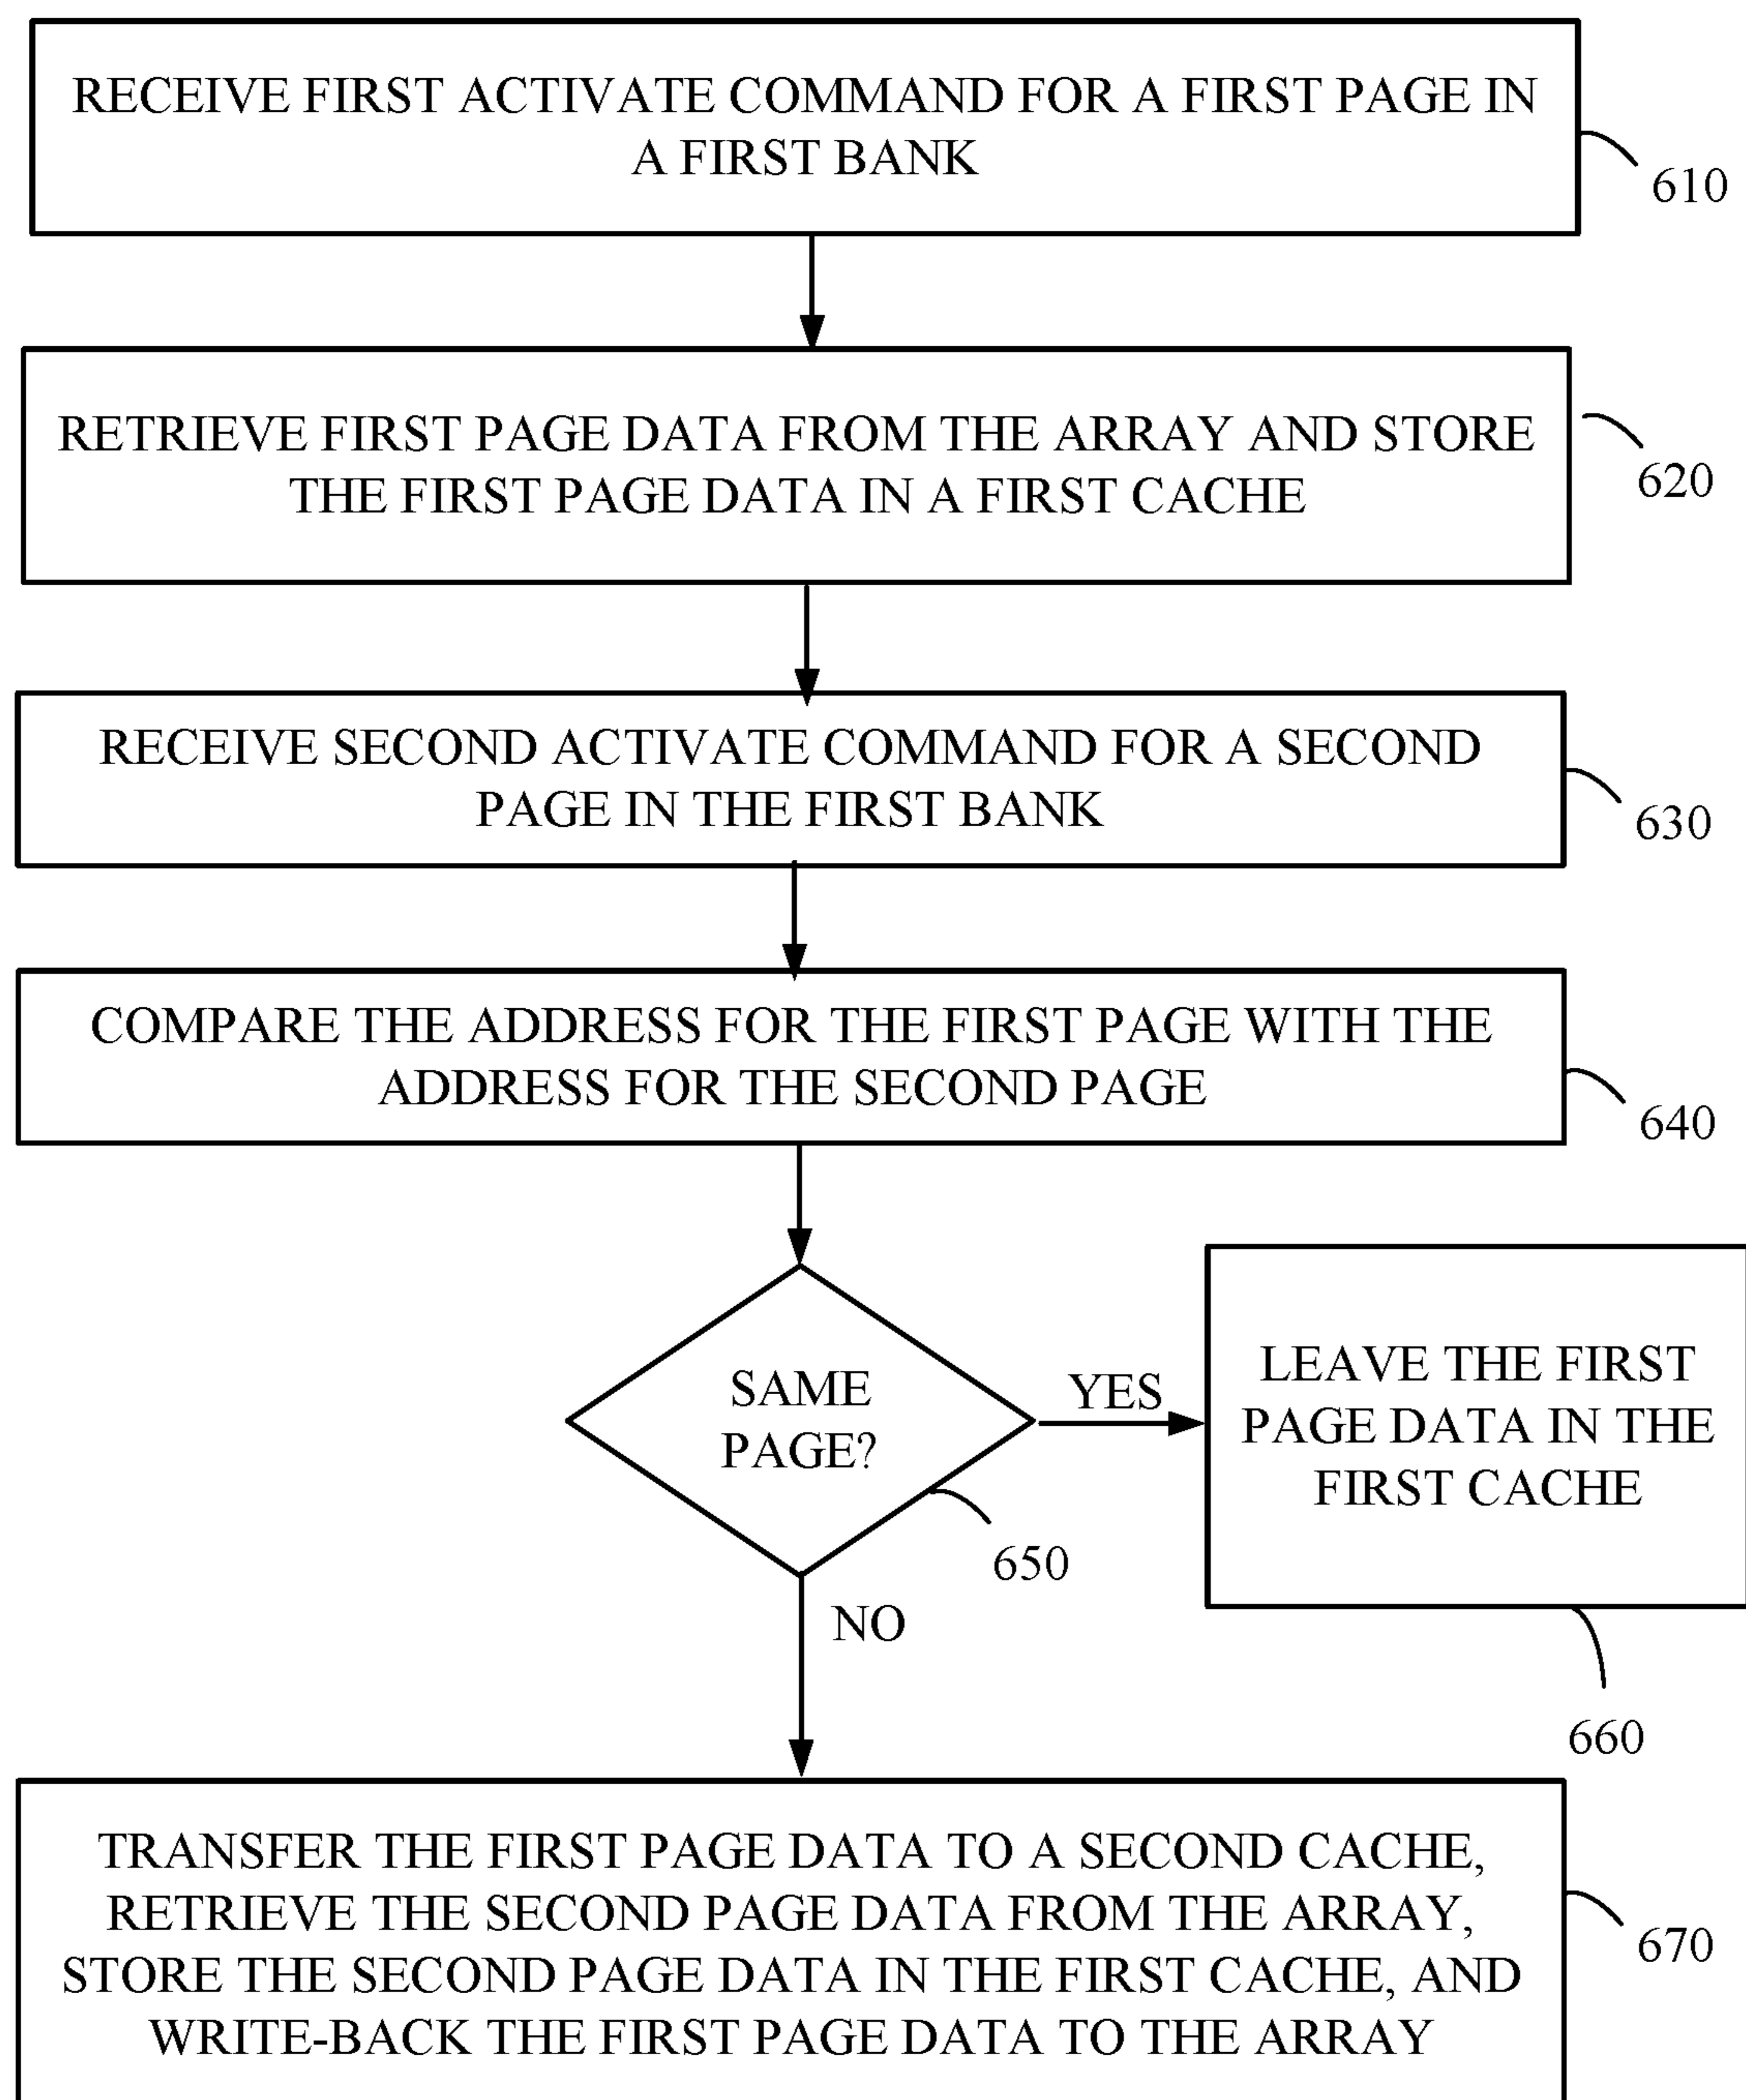 RECEIVE FIRST ACTIVATE COMMAND FOR A FIRST PAGE IN
A FIRST BANK
610
RETRIEVE FIRST PAGE DATA FROM THE ARRAY AND STORE
THE FIRST PAGE DATA IN A FIRST CACHE
620
RECEIVE SECOND ACTIVATE COMMAND FOR A SECOND
PAGE IN THE FIRST BANK
630
COMPARE THE ADDRESS FOR THE FIRST PAGE WITH THE
ADDRESS FOR THE SECOND PAGE
640
SAME
PAGE?
650
YES
LEAVE THE FIRST
PAGE DATA IN THE
FIRST CACHE
660
NO
TRANSFER THE FIRST PAGE DATA TO A SECOND CACHE,
RETRIEVE THE SECOND PAGE DATA FROM THE ARRAY,
STORE THE SECOND PAGE DATA IN THE FIRST CACHE, AND
WRITE-BACK THE FIRST PAGE DATA TO THE ARRAY
670